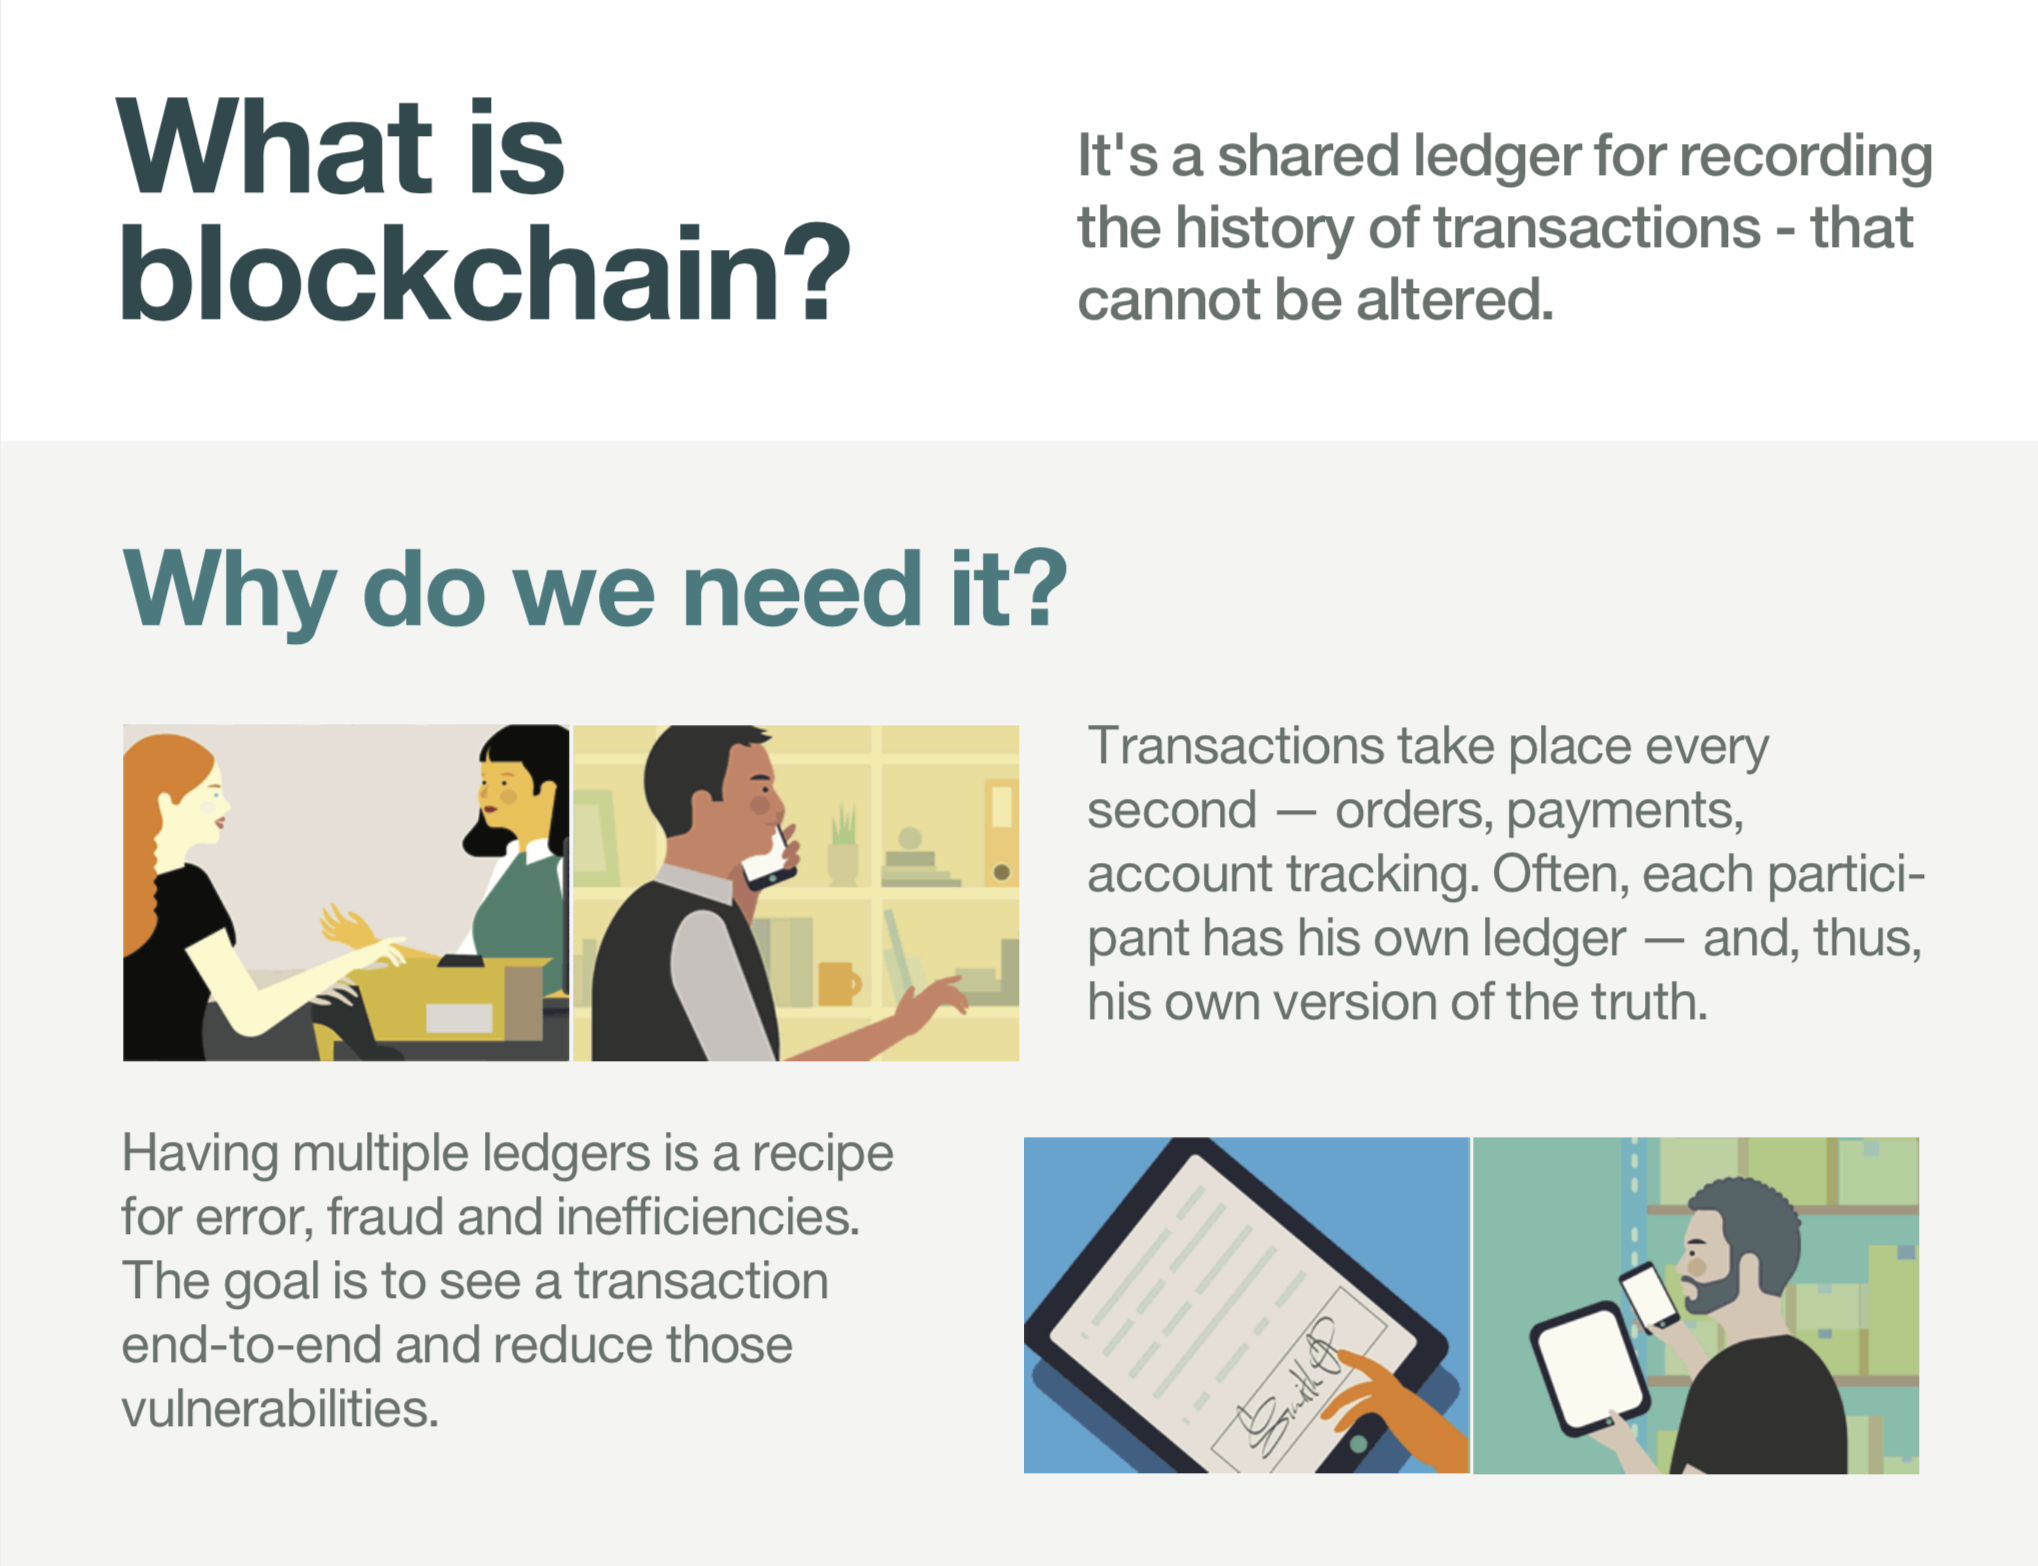 What is
blockchain?
It's a shared ledger for recording
the history of transactions - that
cannot be altered.
Why do we need it?
Transactions take place every
second — orders, payments,
account tracking. Often, each partici-
pant has his own ledger — and, thus,
his own version of the truth.
Having multiple ledgers is a recipe
for error, fraud and inefficiencies.
The goal is to see a transaction
end-to-end and reduce those
vulnerabilities.
Smith